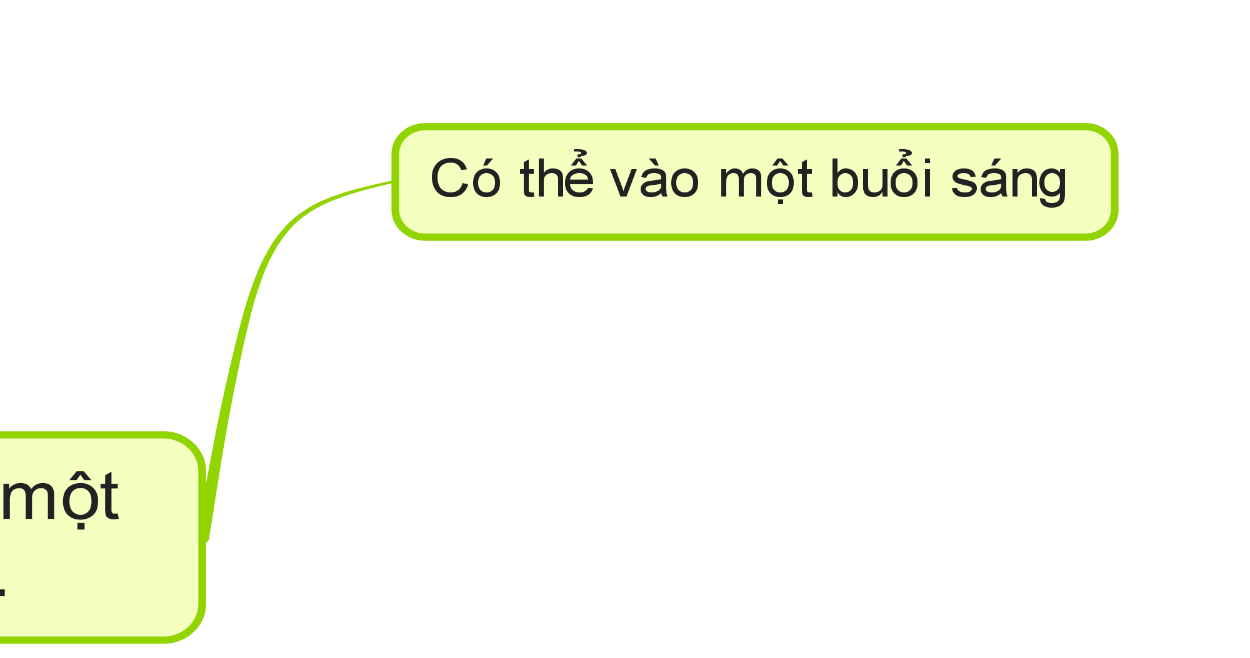 Có thể vào một buổi sáng
một
.